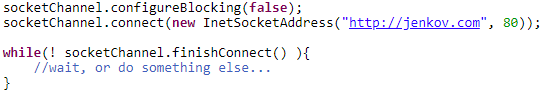 socketChannel.configureBlocking(false);
socketChannel.connect(new InetSocketAddress("http://jenkov.com", 80));
while(! socketChannel.finishConnect() ){
//wait, or do something else...
}